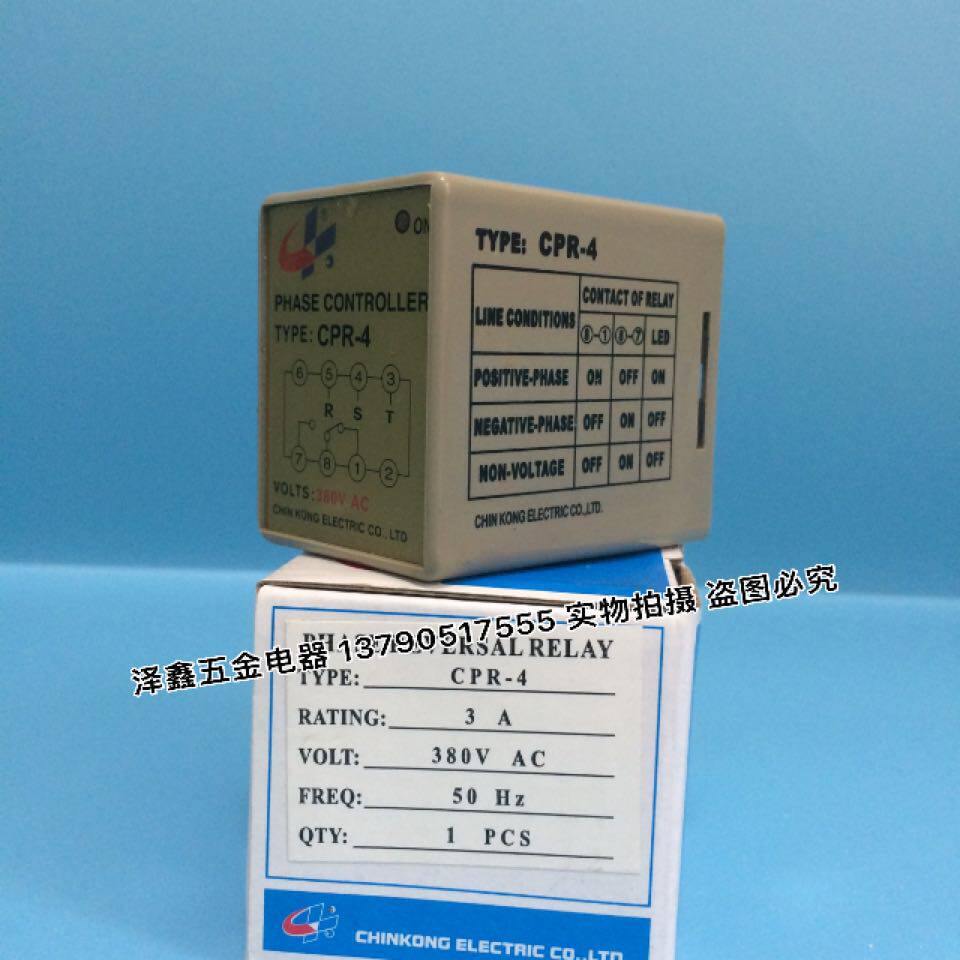 ON
PHASE CONTROLLER
TYPE: CPR-4
6 5 4 3
R S T
7 8 1 2
VOLTS: 380V AC
CHIN KONG ELECTRIC CO., LTD
TYPE: CPR-4
LINE CONDITIONS CONTACT OF RELAY
⑧-① ⑧-⑦ LED
POSITIVE-PHASE ON OFF ON
NEGATIVE-PHASE OFF ON OFF
NON-VOLTAGE OFF ON OFF
CHIN KONG ELECTRIC CO.,LTD.
泽鑫五金电器 13790517555 实物拍摄 盗图必究
RELAY
TYPE: CPR-4
RATING: 3 A
VOLT: 380V AC
FREQ: 50 Hz
QTY: 1 PCS
CHINKONG ELECTRIC CO.,LTD